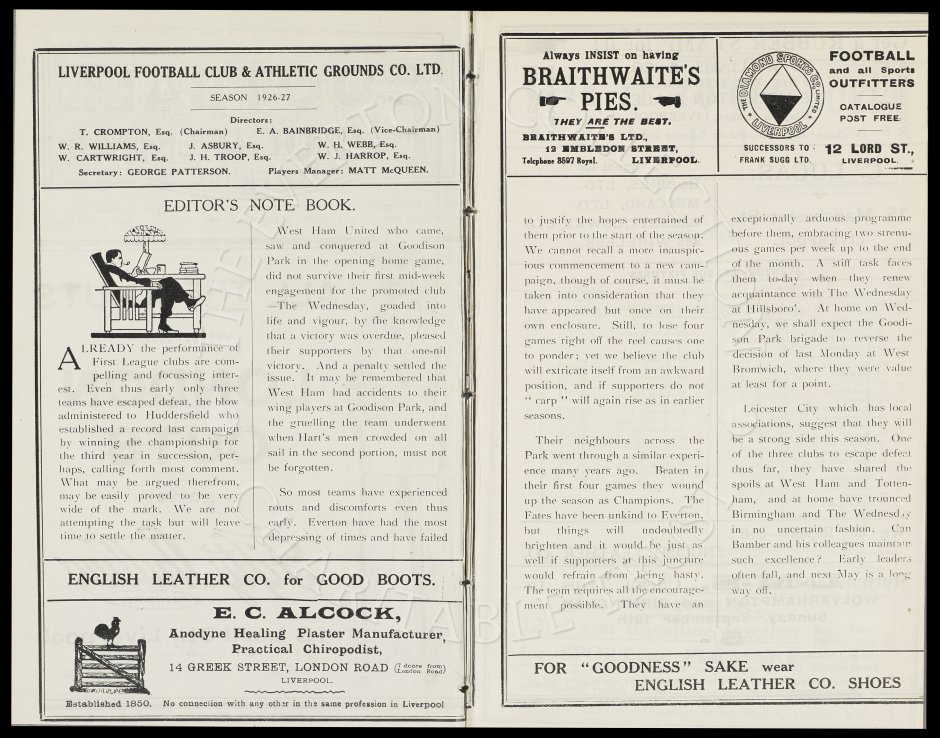 LIVERPOOL FOOTBALL CLUB & ATHLETIC GROUNDS CO. LTD.
SEASON 1926-27
Directors:
T. CROMPTON, Esq. (Chairman) E. A. BAINBRIDGE, Esq. (Vice-Chairman)
W. R. WILLIAMS, Esq. J. ASBURY, Esq. W. H. WEBB, Esq.
W. CARTWRIGHT, Esq. J. H. TROOP, Esq. W. J. HARROP, Esq.
Secretary: GEORGE PATTERSON. Players Manager: MATT McQUEEN.
EDITOR'S NOTE BOOK.
ALREADY the performance of
First League clubs are com-
pelling and focussing inter-
est. Even thus early only three
teams have escaped defeat, the blow
administered to Huddersfield who
established a record last campaign
by winning the championship for
the third year in succession, per-
haps, calling forth most comment.
What may be argued therefrom,
may be easily proved to be very
wide of the mark. We are not
attempting the task but will leave
time to settle the matter.
West Ham United who came,
saw and conquered at Goodison
Park in the opening home game,
did not survive their first mid-week
engagement for the promoted club
—The Wednesday, goaded into
life and vigour, by the knowledge
that a victory was overdue, pleased
their supporters by that one-nil
victory. And a penalty settled the
issue. It may be remembered that
West Ham had accidents to their
wing players at Goodison Park, and
the gruelling the team underwent
when Hart's men crowded on all
sail in the second portion, must not
be forgotten.
So most teams have experienced
routs and discomforts even thus
early. Everton have had the most
depressing of times and have failed
ENGLISH LEATHER CO. for GOOD BOOTS.
E. C. ALCOCK,
Anodyne Healing Plaster Manufacturer,
Practical Chiropodist,
14 GREEK STREET, LONDON ROAD (7 doors from London Road)
LIVERPOOL.
Established 1850. No connection with any other in the same profession in Liverpool
Always INSIST on having
BRAITHWAITE'S
PIES.
THEY ARE THE BEST.
BRAITHWAITE'S LTD.,
12 EMBLEDON STREET,
Telephone 8597 Royal. LIVERPOOL.
THE DIAMOND SPORTS CO. LIMITED
LIVERPOOL
FOOTBALL
and all Sports
OUTFITTERS
CATALOGUE
POST FREE
SUCCESSORS TO :
FRANK SUGG LTD.
12 LORD ST.,
LIVERPOOL.
to justify the hopes entertained of
them prior to the start of the season.
We cannot recall a more inauspic-
ious commencement to a new cam-
paign, though of course, it must be
taken into consideration that they
have appeared but once on their
own enclosure. Still, to lose four
games right off the reel causes one
to ponder; yet we believe the club
will extricate itself from an awkward
position, and if supporters do not
" carp " will again rise as in earlier
seasons.
Their neighbours across the
Park went through a similar experi-
ence many years ago. Beaten in
their first four games they wound
up the season as Champions. The
Fates have been unkind to Everton,
but things will undoubtedly
brighten and it would be just as
well if supporters at this juncture
would refrain from being hasty.
The team requires all the encourage-
ment possible. They have an
exceptionally arduous programme
before them, embracing two strenu-
ous games per week up to the end
of the month. A stiff task faces
them to-day when they renew
acquaintance with The Wednesday
at Hillsboro'. At home on Wed-
nesday, we shall expect the Goodi-
son Park brigade to reverse the
decision of last Monday at West
Bromwich, where they were value
at least for a point.
Leicester City which has local
associations, suggest that they will
be a strong side this season. One
of the three clubs to escape defeat
thus far, they have shared the
spoils at West Ham and Totten-
ham, and at home have trounced
Birmingham and The Wednesday
in no uncertain fashion. Can
Bamber and his colleagues maintain
such excellence? Early leaders
often fall, and next May is a long
way off.
FOR "GOODNESS" SAKE wear
ENGLISH LEATHER CO. SHOES